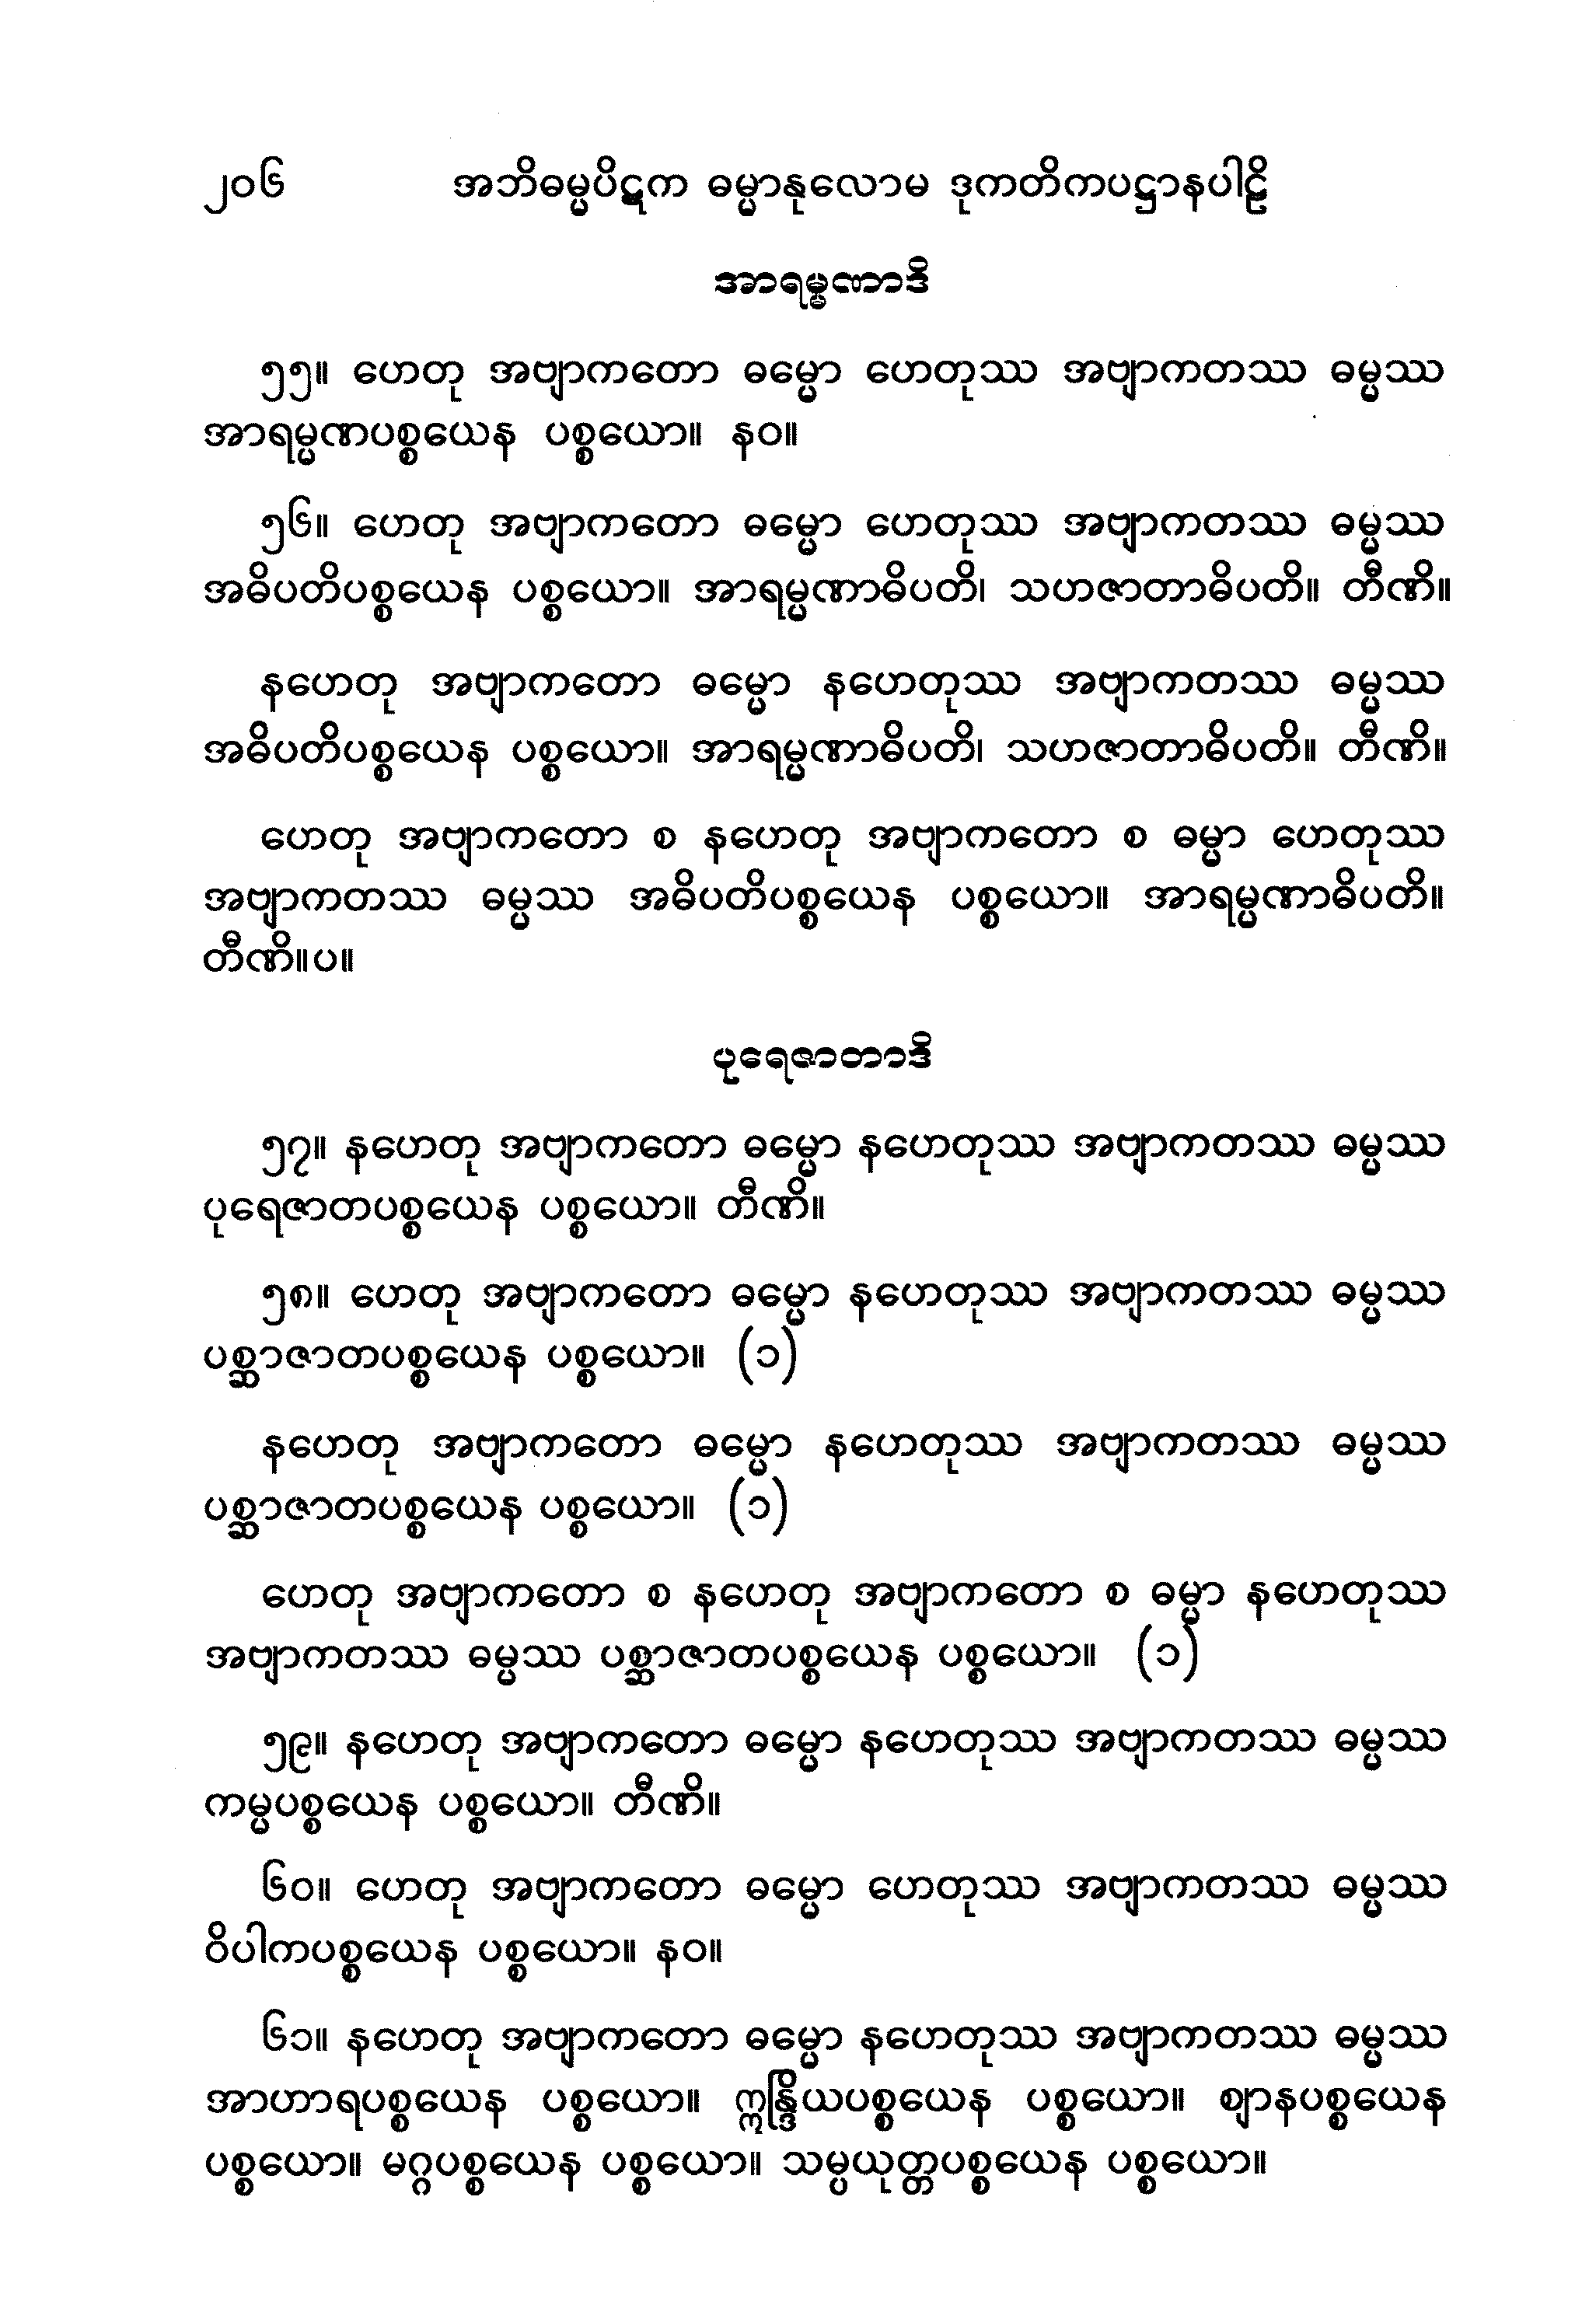 ၂၀၆ အဘိဓမ္မပိဋက ဓမ္မာနုလောမ ဒုကတိကပဋ္ဌာနပါဠိ
အာရမ္မဏာဒိ
၅၅။ ဟေတု အဗျာကတော ဓမ္မော ဟေတုဿ အဗျာကတဿ ဓမ္မဿ
အာရမ္မဏပစ္စယေန ပစ္စယော။ နဝ။
၅၆။ ဟေတု အဗျာကတော ဓမ္မော ဟေတုဿ အဗျာကတဿ ဓမ္မဿ
အဓိပတိပစ္စယေန ပစ္စယော။ အာရမ္မဏာဓိပတိ၊ သဟဇာတာဓိပတိ။ တီဏိ။
နဟေတု အဗျာကတော ဓမ္မော နဟေတုဿ အဗျာကတဿ ဓမ္မဿ
အဓိပတိပစ္စယေန ပစ္စယော။ အာရမ္မဏာဓိပတိ၊ သဟဇာတာဓိပတိ။ တီဏိ။
ဟေတု အဗျာကတော စ နဟေတု အဗျာကတော စ ဓမ္မာ ဟေတုဿ
အဗျာကတဿ ဓမ္မဿ အဓိပတိပစ္စယေန ပစ္စယော။ အာရမ္မဏာဓိပတိ။
တီဏိ။ပ။
ပုရေဇာတာဒိ
၅၇။ နဟေတု အဗျာကတော ဓမ္မော နဟေတုဿ အဗျာကတဿ ဓမ္မဿ
ပုရေဇာတပစ္စယေန ပစ္စယော။ တီဏိ။
၅၈။ ဟေတု အဗျာကတော ဓမ္မော နဟေတုဿ အဗျာကတဿ ဓမ္မဿ
ပစ္ဆာဇာတပစ္စယေန ပစ္စယော။ (၁)
နဟေတု အဗျာကတော ဓမ္မော နဟေတုဿ အဗျာကတဿ ဓမ္မဿ
ပစ္ဆာဇာတပစ္စယေန ပစ္စယော။ (၁)
ဟေတု အဗျာကတော စ နဟေတု အဗျာကတော စ ဓမ္မာ နဟေတုဿ
အဗျာကတဿ ဓမ္မဿ ပစ္ဆာဇာတပစ္စယေန ပစ္စယော။ (၁)
၅၉။ နဟေတု အဗျာကတော ဓမ္မော နဟေတုဿ အဗျာကတဿ ဓမ္မဿ
ကမ္မပစ္စယေန ပစ္စယော။ တီဏိ။
၆၀။ ဟေတု အဗျာကတော ဓမ္မော ဟေတုဿ အဗျာကတဿ ဓမ္မဿ
ဝိပါကပစ္စယေန ပစ္စယော။ နဝ။
၆၁။ နဟေတု အဗျာကတော ဓမ္မော နဟေတုဿ အဗျာကတဿ ဓမ္မဿ
အာဟာရပစ္စယေန ပစ္စယော။ ဣန္ဒြိယပစ္စယေန ပစ္စယော။ ဈာနပစ္စယေန
ပစ္စယော။ မဂ္ဂပစ္စယေန ပစ္စယော။ သမ္ပယုတ္တပစ္စယေန ပစ္စယော။